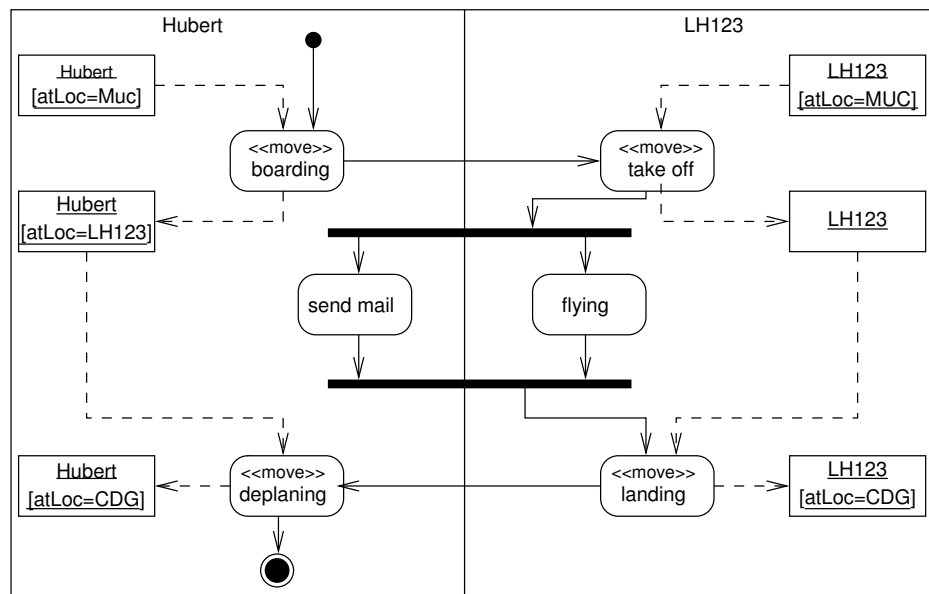 Hubert
LH123
Hubert
[atLoc=Muc]
LH123
[atLoc=MUC]
<<move>>
boarding
<<move>>
take off
Hubert
[atLoc=LH123]
LH123
send mail
flying
Hubert
[atLoc=CDG]
<<move>>
deplaning
<<move>>
landing
LH123
[atLoc=CDG]